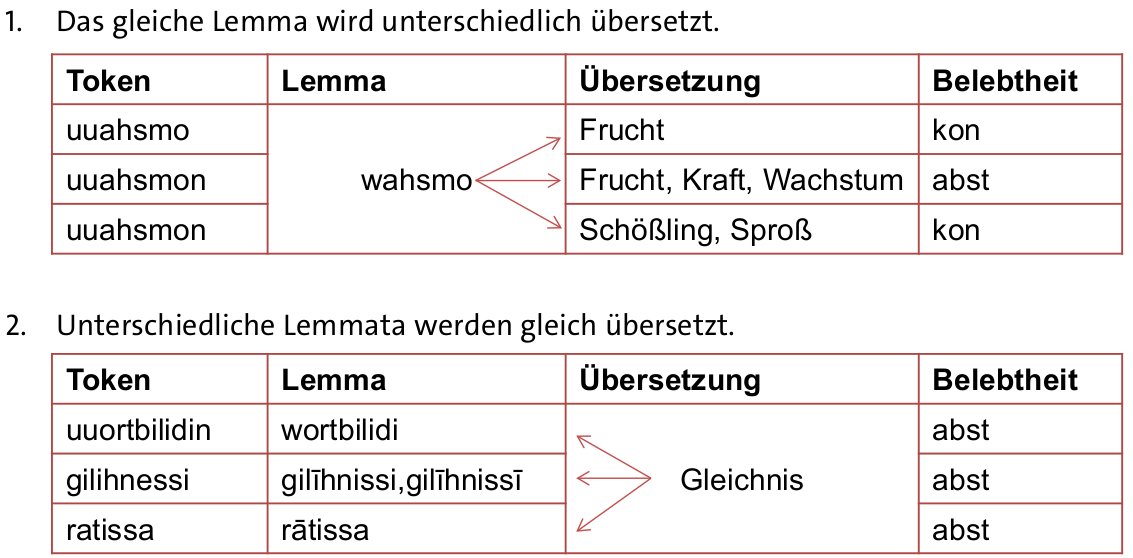 1. Das gleiche Lemma wird unterschiedlich übersetzt.
Token Lemma Übersetzung Belebtheit
uuahsmo Frucht kon
uuahsmon wahsmo Frucht, Kraft, Wachstum abst
uuahsmon Schößling, Sproß kon
2. Unterschiedliche Lemmata werden gleich übersetzt.
Token Lemma Übersetzung Belebtheit
uuortbilidin wortbilidi abst
gilihnessi gilīhnissi,gilīhnissī Gleichnis abst
ratissa rātissa abst